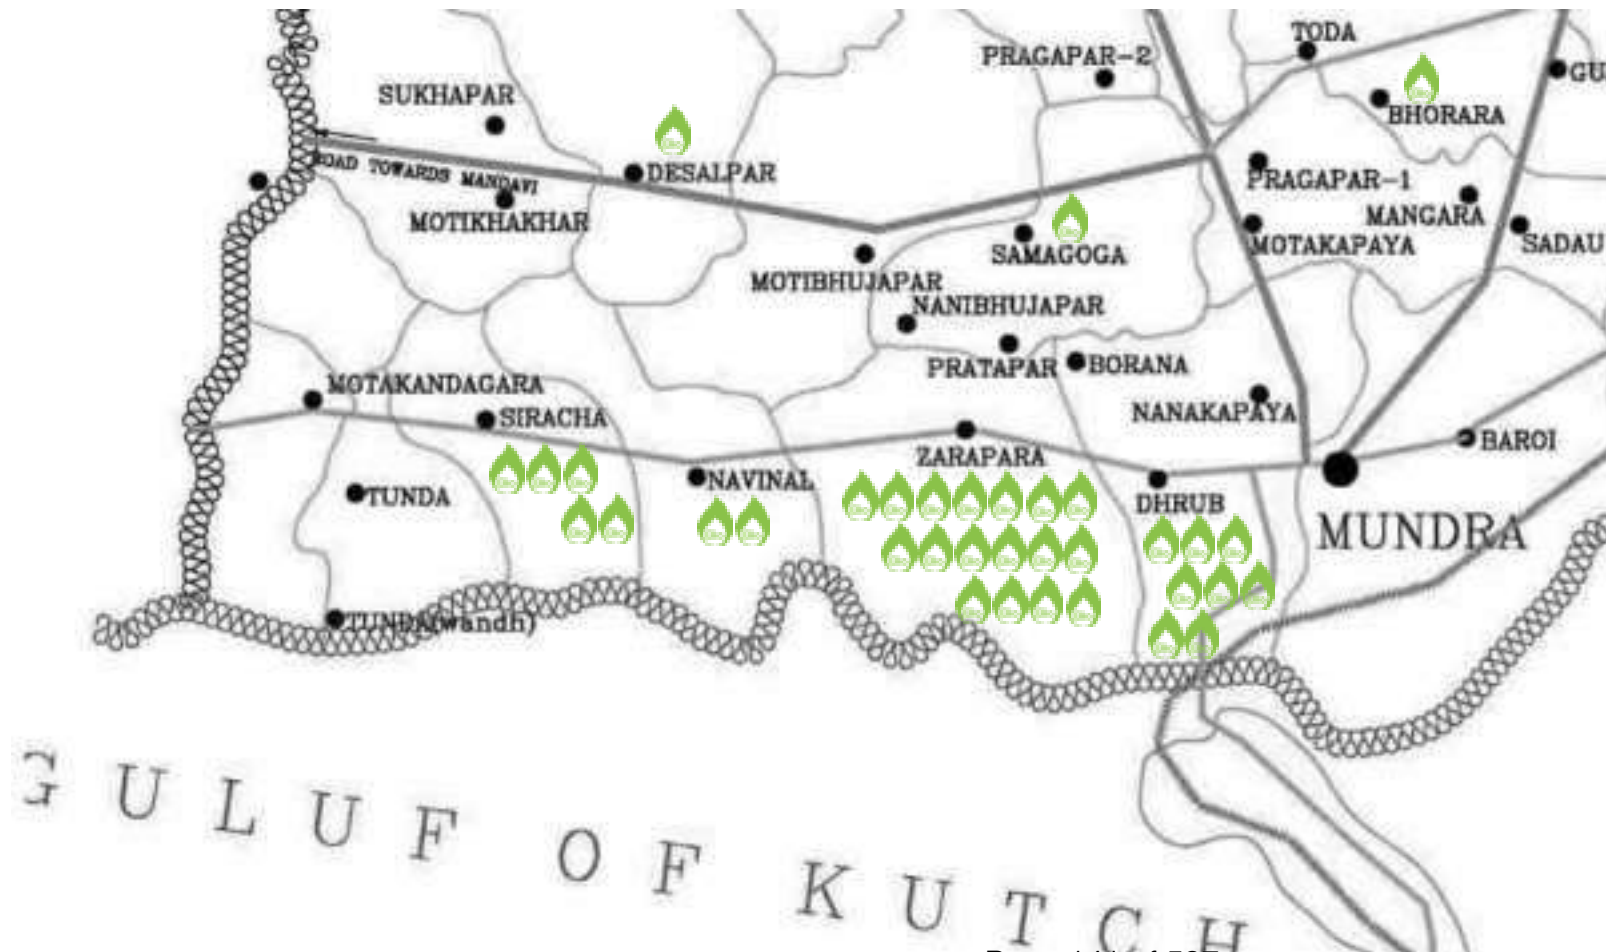 TODA
PRAGAPAR-2
GU
SUKHAPAR
BHORARA
DESALPAR
ROAD TOWARDS MANDAVI
PRAGAPAR-1
MOTIKHAKHAR
MANGARA
SAMAGOGA
MOTAKAPAYA
SADAU
MOTIBHUJAPAR
NANIBHUJAPAR
PRATAPAR
BORANA
MOTAKANDAGARA
SIRACHA
NANAKAPAYA
ZARAPARA
BAROI
NAVINAL
TUNDA
DHRUB
MUNDRA
TUNDA(wandh)
GULUF OF KUTCH